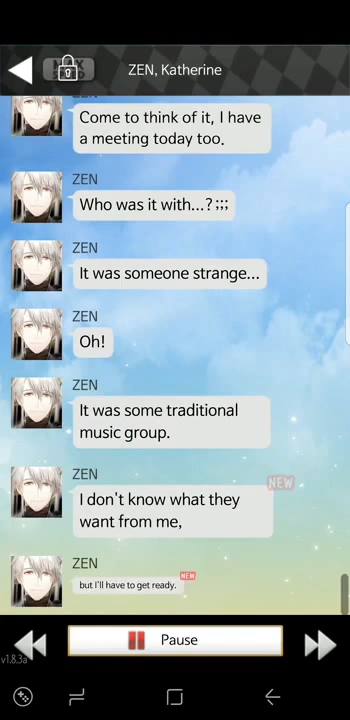 ZEN, Katherine
Come to think of it, I have
a meeting today too.
ZEN
Who was it with...? ;;;
ZEN
It was someone strange...
ZEN
Oh!
ZEN
It was some traditional
music group.
ZEN
NEW
I don't know what they
want from me,
ZEN
NEW
but I'll have to get ready.
Pause
v1.8.3a